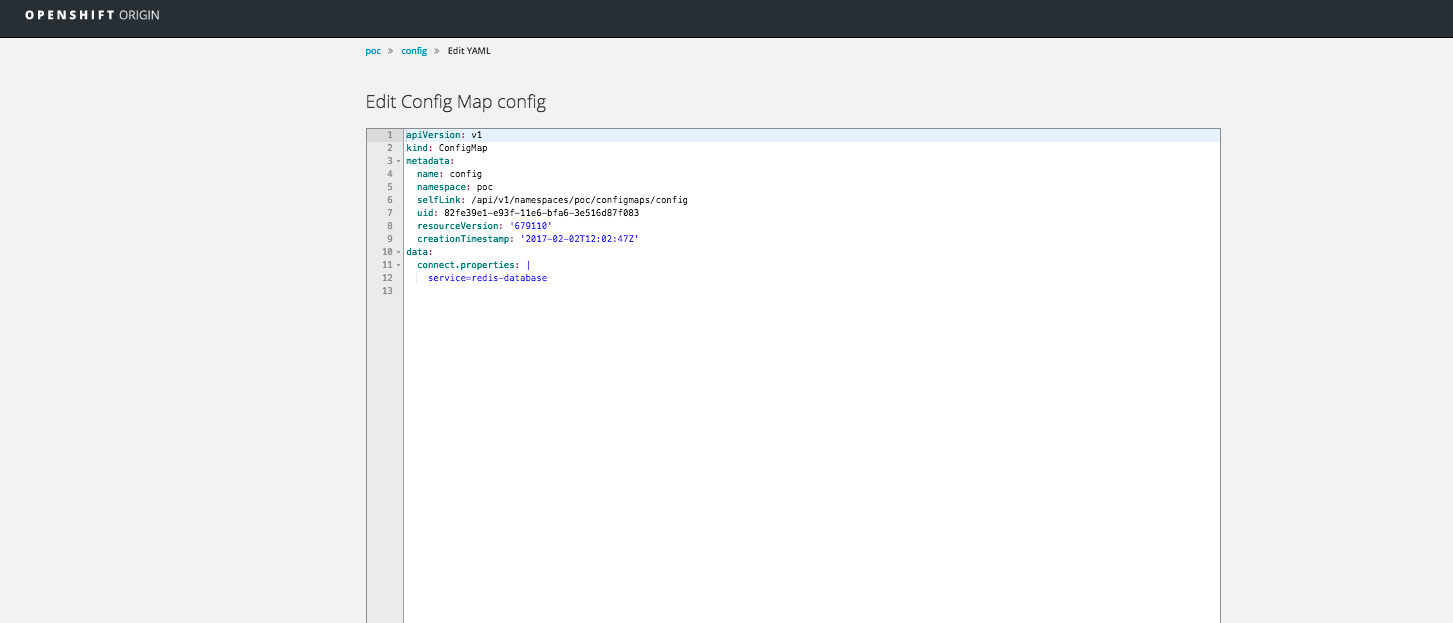 OPENSHIFT ORIGIN
poc » config » Edit YAML
Edit Config Map config
1 apiVersion: v1
2 kind: ConfigMap
3 metadata:
4 name: config
5 namespace: poc
6 selfLink: /api/v1/namespaces/poc/configmaps/config
7 uid: 82fe39e1-e93f-11e6-bfa6-3e516d87f083
8 resourceVersion: '679110'
9 creationTimestamp: '2017-02-02T12:02:47Z'
10 data:
11 connect.properties: |
12 service=redis-database
13